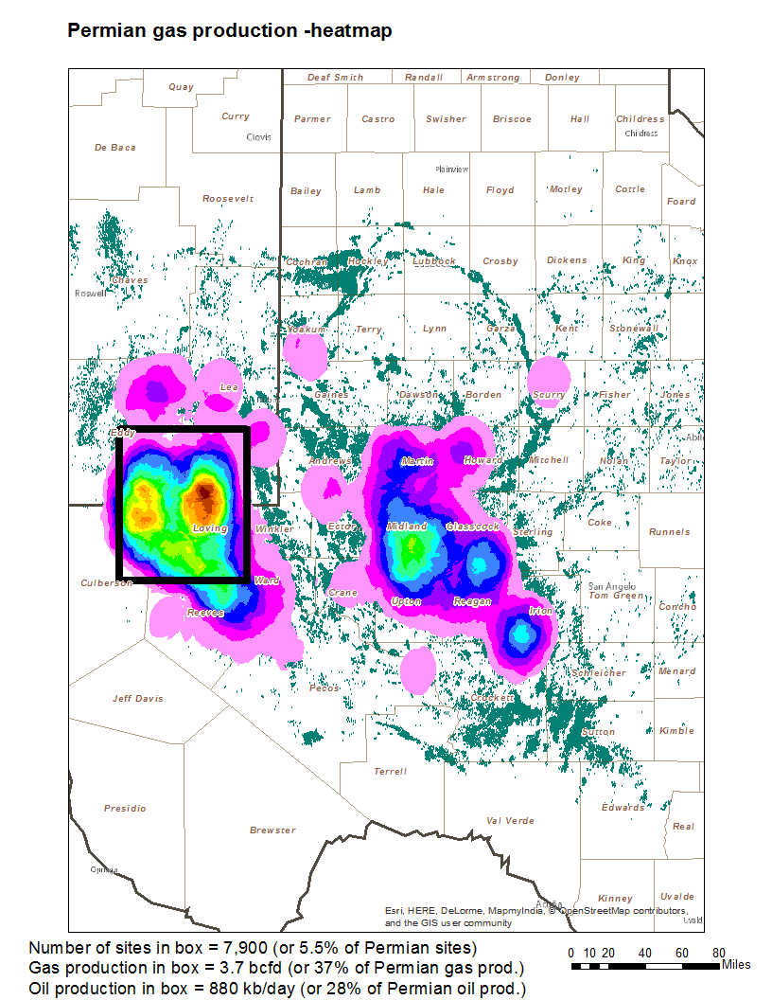 Permian gas production -heatmap
Deaf Smith
Randall
Armstrong
Donley
Quay
Curry
Parmer
Castro
Swisher
Briscoe
Hall
Childress
Clovis
Childress
De Baca
Plainview
Roosevelt
Bailey
Lamb
Hale
Floyd
Motley
Cottle
Foard
Cochran
Hockley
Lubbock
Crosby
Dickens
King
Knox
Chaves
Roswell
Yoakum
Terry
Lynn
Garza
Kent
Stonewall
Lea
Gaines
Dawson
Borden
Scurry
Fisher
Jones
Eddy
Abil
Andrews
Martin
Howard
Mitchell
Nolan
Taylor
Loving
Winkler
Ector
Midland
Glasscock
Sterling
Coke
Runnels
Culberson
Ward
Crane
Upton
Reagan
San Angelo
Tom Green
Concho
Reeves
Irion
Pecos
Schleicher
Menard
Jeff Davis
Crockett
Sutton
Kimble
Terrell
Presidio
Edwards
Brewster
Val Verde
Real
Ojinaga
Kinney
Uvalde
Acuña
Esri, HERE, DeLorme, MapmyIndia, © OpenStreetMap contributors,
and the GIS user community
Uvald
Number of sites in box = 7,900 (or 5.5% of Permian sites)
0 10 20 40 60 80
Gas production in box = 3.7 bcfd (or 37% of Permian gas prod.)
Miles
Oil production in box = 880 kb/day (or 28% of Permian oil prod.)